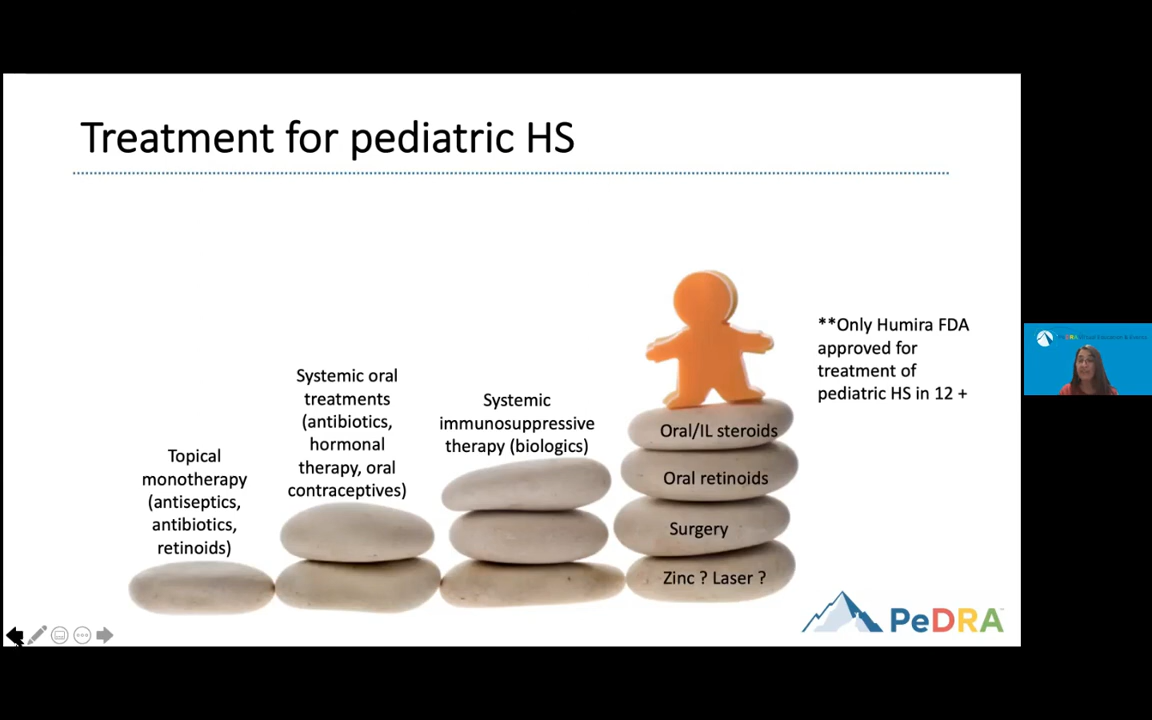 Treatment for pediatric HS
Topical
monotherapy
(antiseptics,
antibiotics,
retinoids)
Systemic oral
treatments
(antibiotics,
hormonal
therapy, oral
contraceptives)
Systemic
immunosuppressive
therapy (biologics)
Oral/IL steroids
Oral retinoids
Surgery
Zinc ? Laser ?
**Only Humira FDA
approved for
treatment of
pediatric HS in 12 +
PeDRA